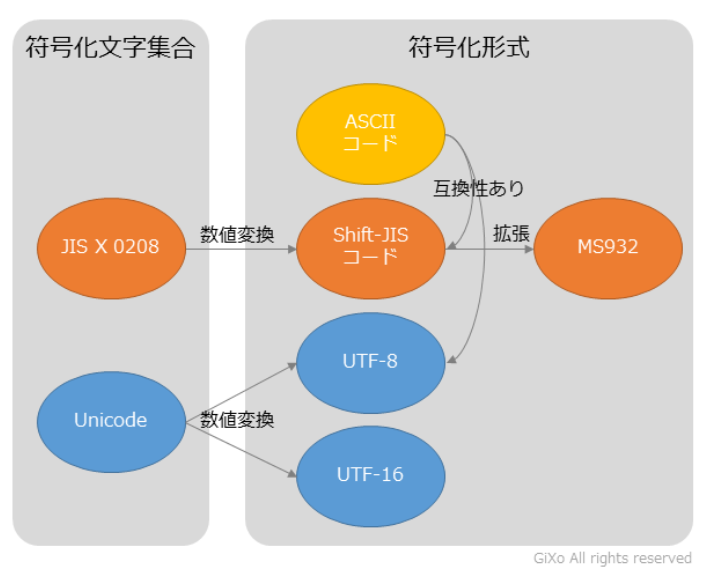 符号化文字集合
符号化形式
ASCII
コード
互換性あり
JIS X 0208
数値変換
Shift-JIS
コード
拡張
MS932
UTF-8
Unicode
数値変換
UTF-16
GiXo All rights reserved